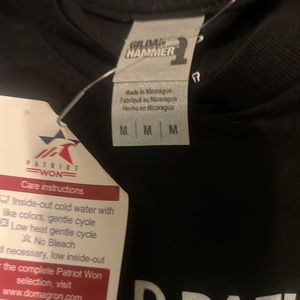 GILDAN
HAMMER
Made in Nicaragua
Fabriqué au Nicaragua
Hecho en Nicaragua
M M M
PATRIOT
WON
Care instructions
Inside-out cold water with
like colors, gentle cycle
Low heat gentle cycle
No Bleach
If necessary, low inside-out
the complete Patriot Won
selection, visit
www.domagron.com